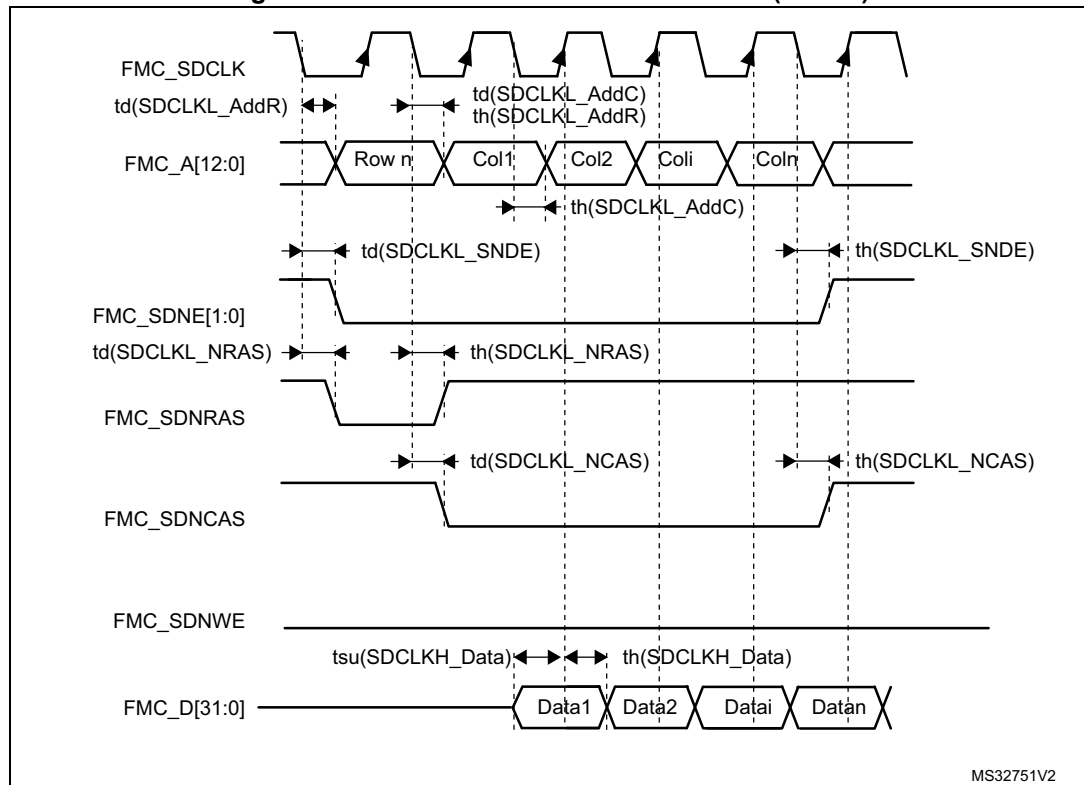 FMC_SDCLK
td(SDCLKL_AddR)
td(SDCLKL_AddC)
th(SDCLKL_AddR)
FMC_A[12:0]
Row n
Col1
Col2
Coli
Coln
th(SDCLKL_AddC)
td(SDCLKL_SNDE)
th(SDCLKL_SNDE)
FMC_SDNE[1:0]
td(SDCLKL_NRAS)
th(SDCLKL_NRAS)
FMC_SDNRAS
td(SDCLKL_NCAS)
th(SDCLKL_NCAS)
FMC_SDNCAS
FMC_SDNWE
tsu(SDCLKH_Data)
th(SDCLKH_Data)
FMC_D[31:0]
Data1
Data2
Datai
Datan
MS32751V2